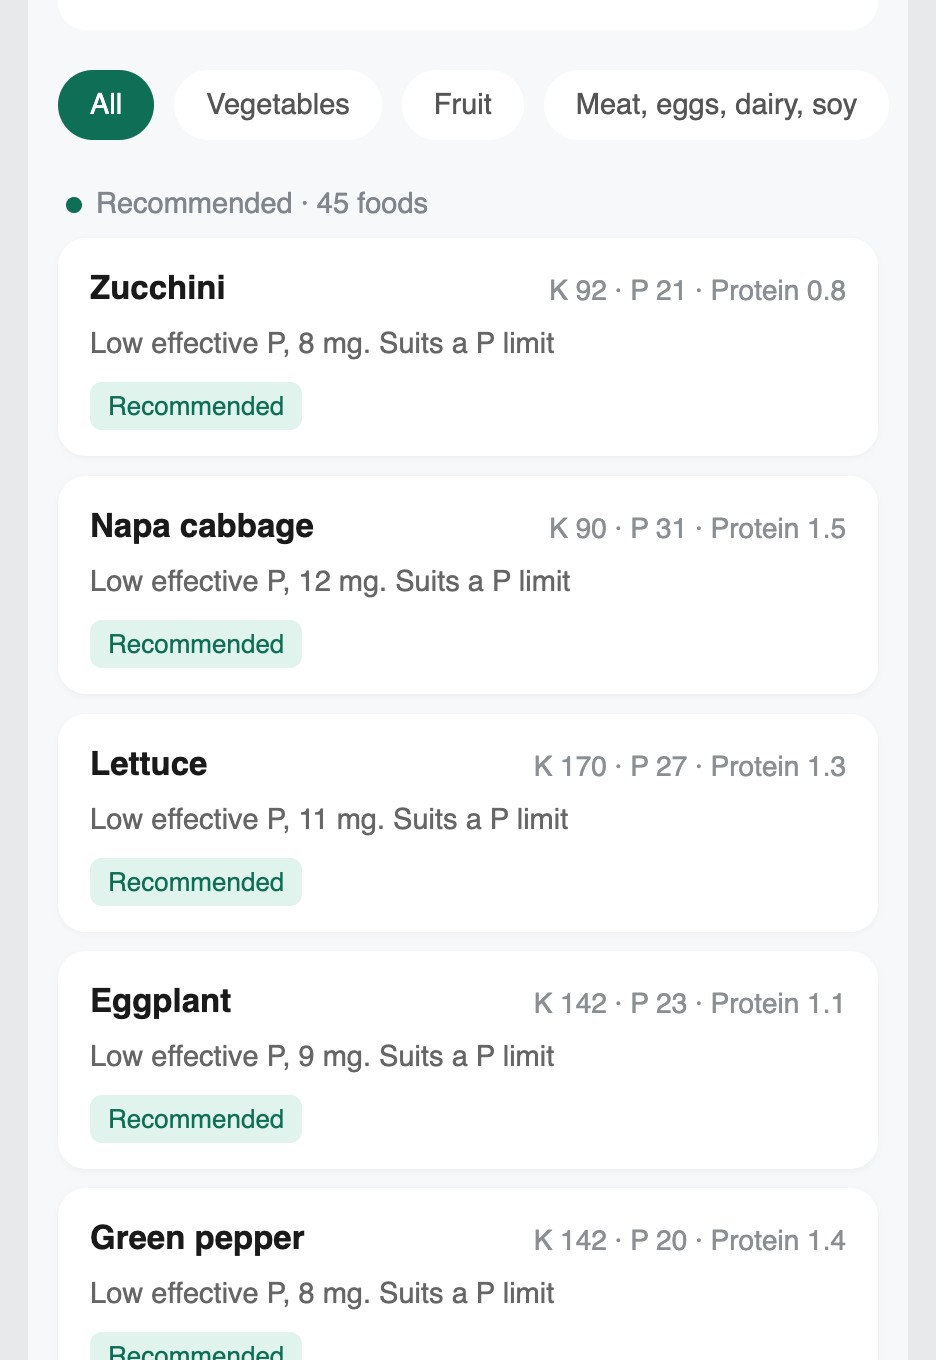 All
Vegetables
Fruit
Meat, eggs, dairy, soy
Recommended · 45 foods
Zucchini
K 92 · P 21 · Protein 0.8
Low effective P, 8 mg. Suits a P limit
Recommended
Napa cabbage
K 90 · P 31 · Protein 1.5
Low effective P, 12 mg. Suits a P limit
Recommended
Lettuce
K 170 · P 27 · Protein 1.3
Low effective P, 11 mg. Suits a P limit
Recommended
Eggplant
K 142 · P 23 · Protein 1.1
Low effective P, 9 mg. Suits a P limit
Recommended
Green pepper
K 142 · P 20 · Protein 1.4
Low effective P, 8 mg. Suits a P limit
Recommended